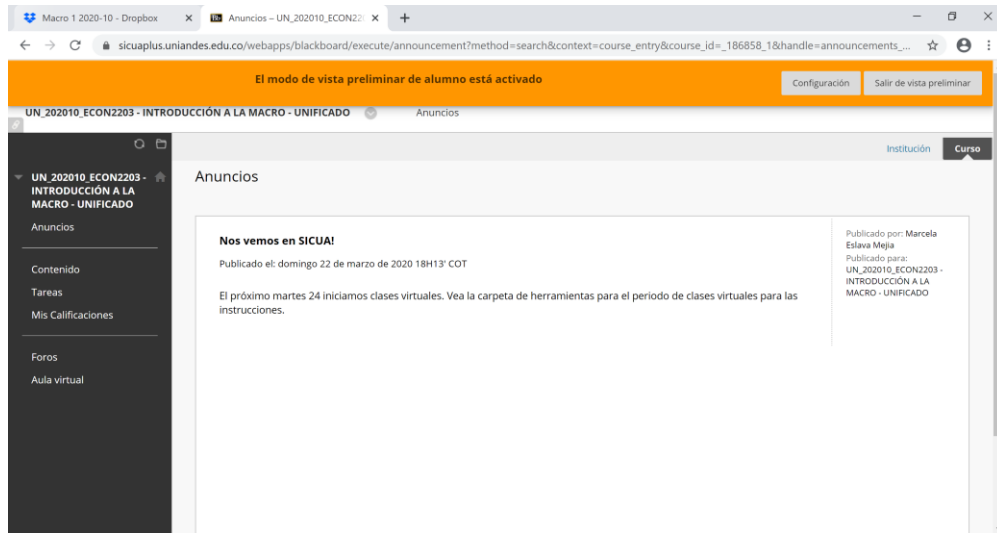 Macro 1 2020-10 - Dropbox
Anuncios – UN_202010_ECON22
sicuaplus.uniandes.edu.co/webapps/blackboard/execute/announcement?method=search&context=course_entry&course_id=_186858_1&handle=announcements_...
El modo de vista preliminar de alumno está activado
Configuración
Salir de vista preliminar
UN_202010_ECON2203 - INTRODUCCIÓN A LA MACRO - UNIFICADO
Anuncios
Institución
Curso
UN_202010_ECON2203 -
INTRODUCCIÓN A LA
MACRO - UNIFICADO
Anuncios
Contenido
Tareas
Mis Calificaciones
Foros
Aula virtual
Anuncios
Nos vemos en SICUA!
Publicado el: domingo 22 de marzo de 2020 18H13' COT
El próximo martes 24 iniciamos clases virtuales. Vea la carpeta de herramientas para el periodo de clases virtuales para las
instrucciones.
Publicado por: Marcela
Eslava Mejia
Publicado para:
UN_202010_ECON2203 -
INTRODUCCIÓN A LA
MACRO - UNIFICADO